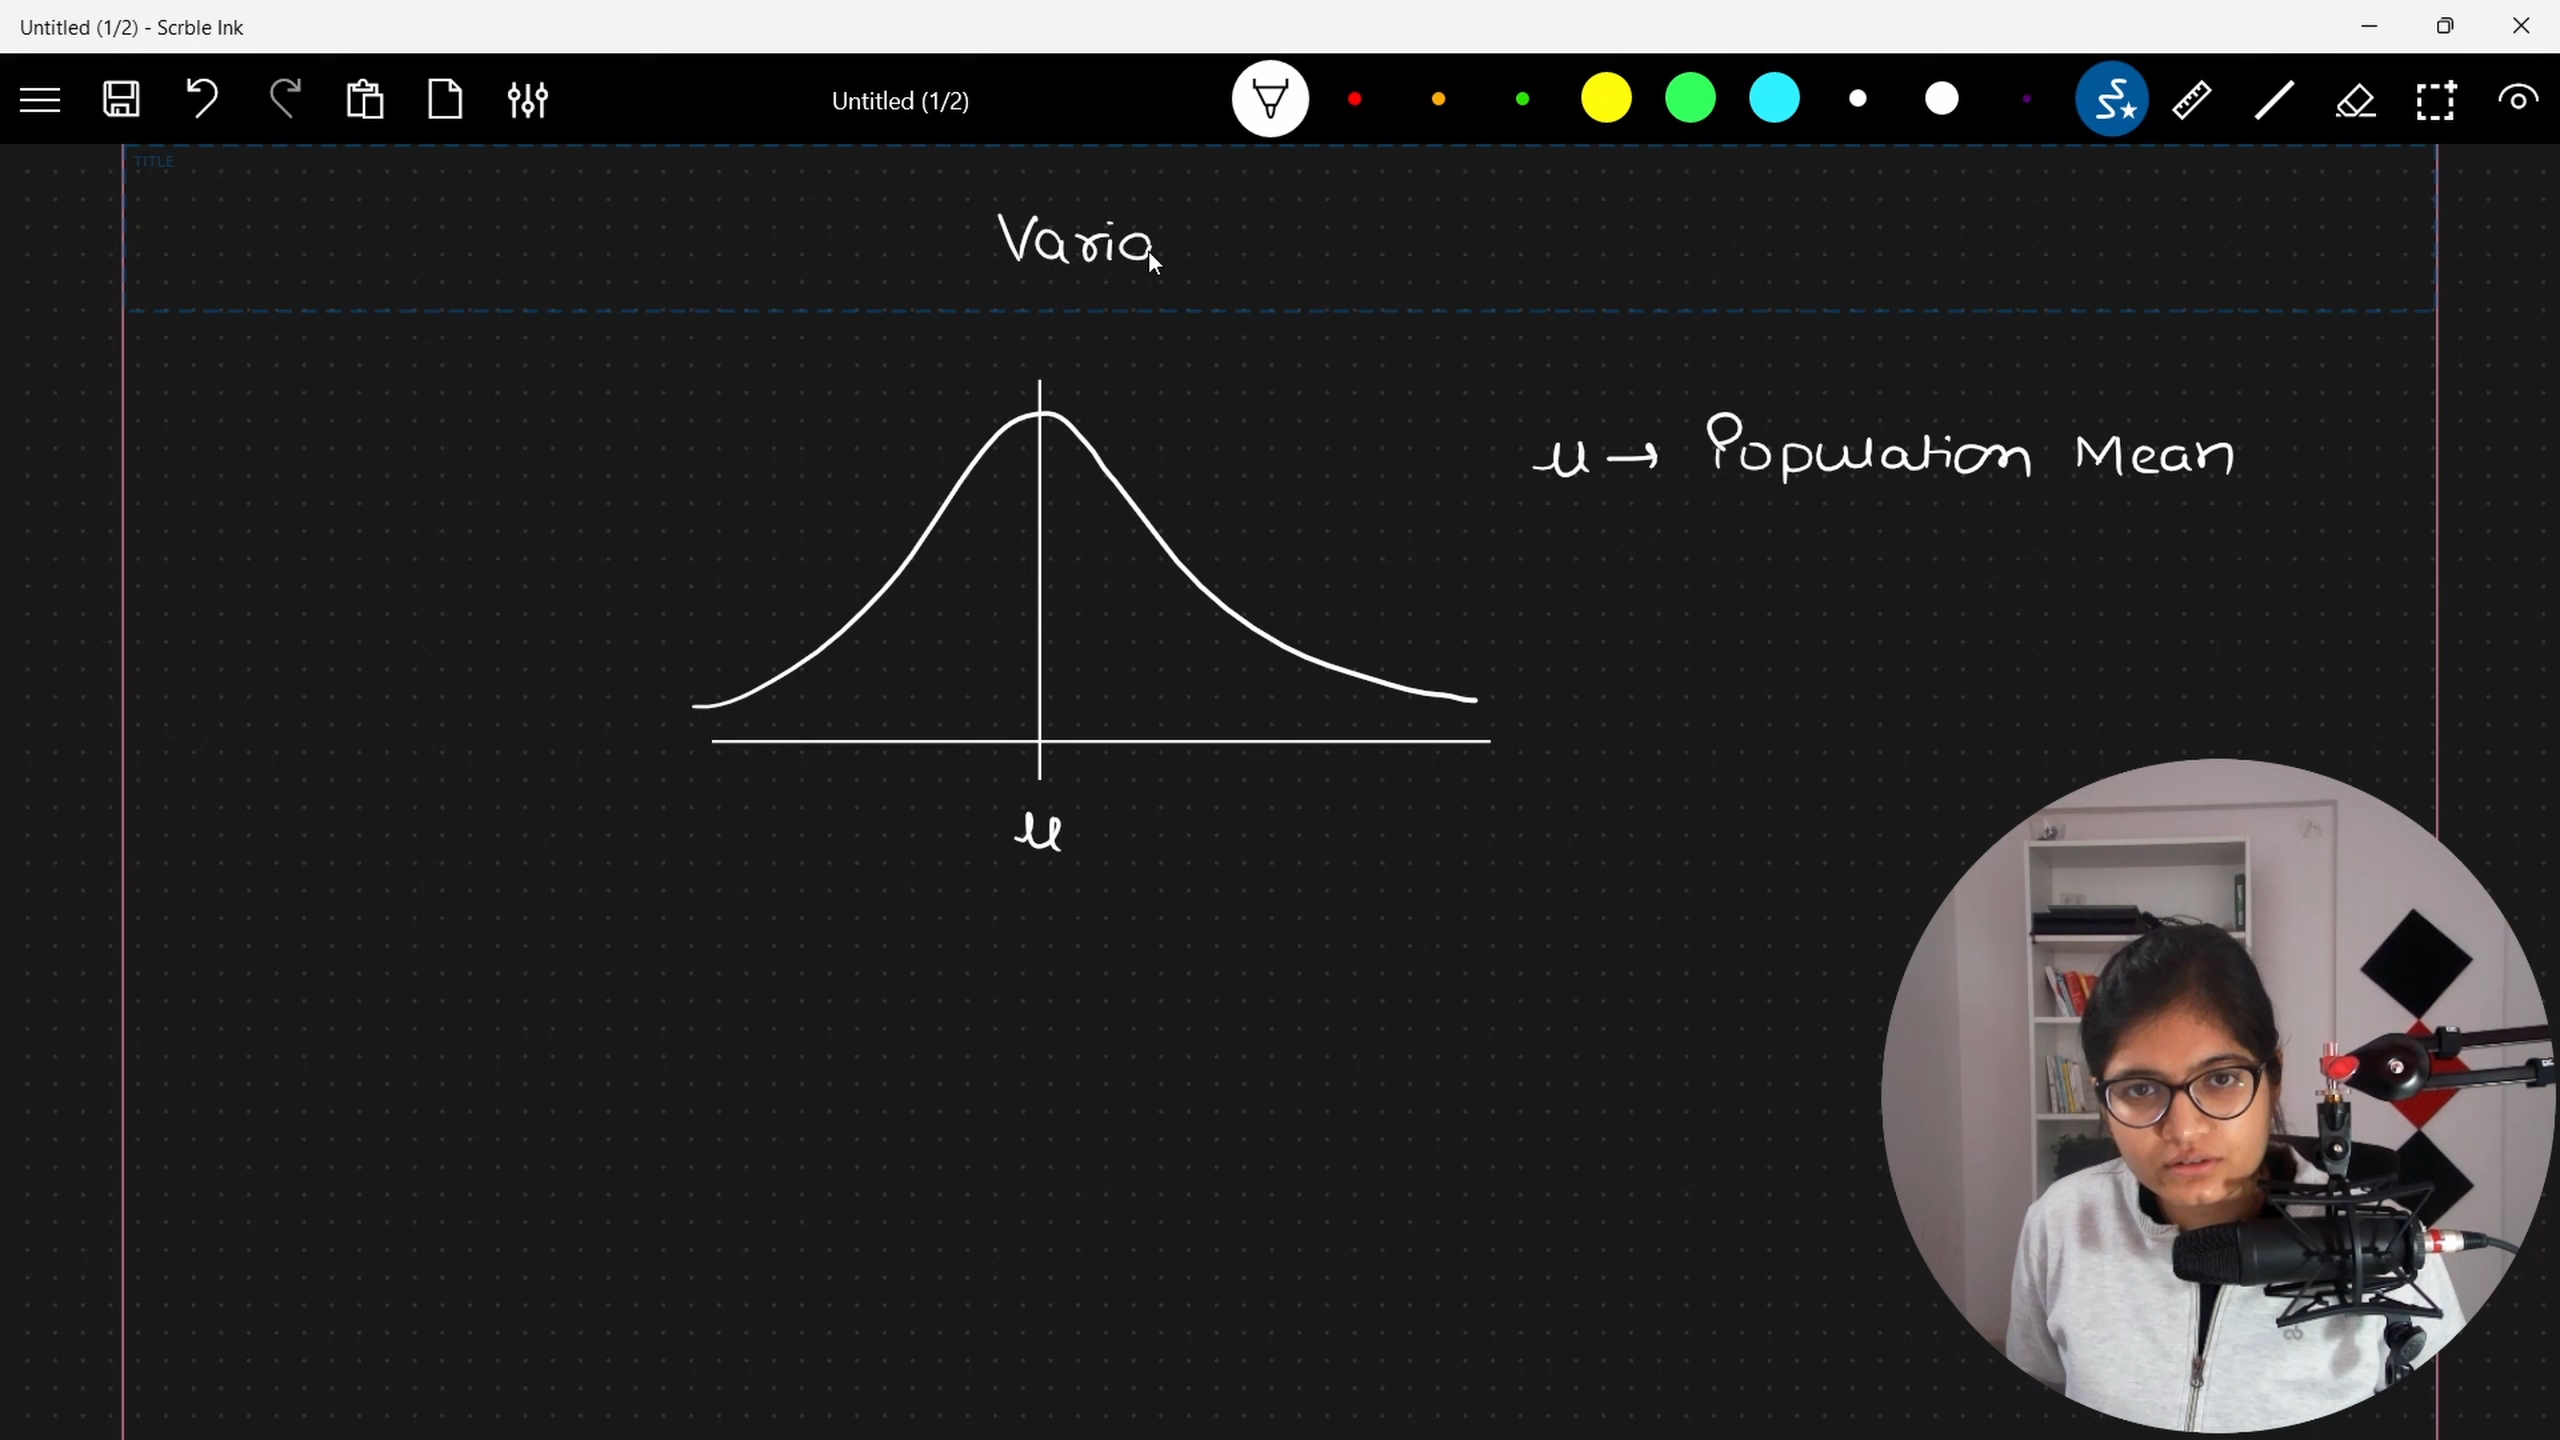 Untitled (1/2) - Scrble Ink
Untitled (1/2)
TITLE
Varia
μ → Population Mean
μ